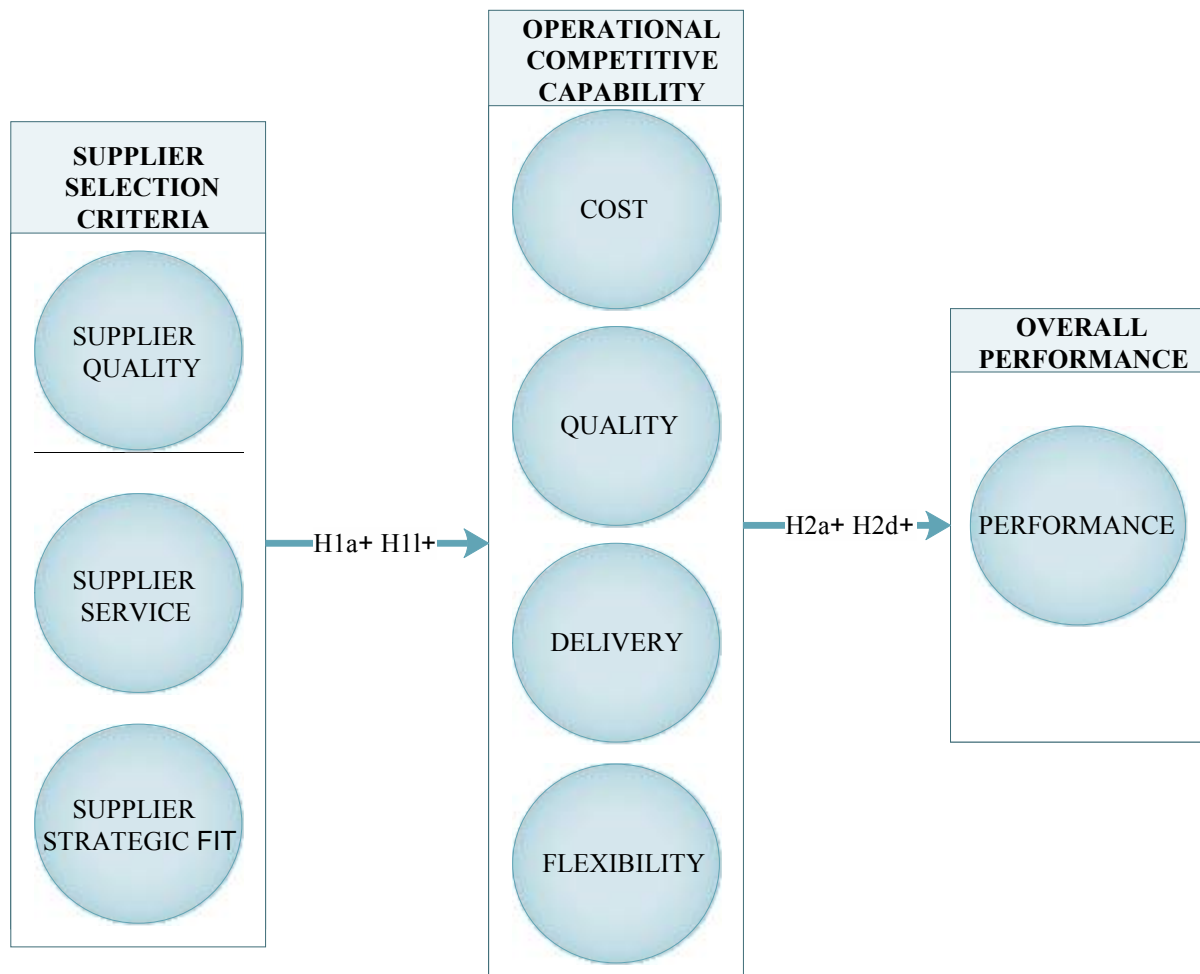 SUPPLIER
SELECTION
CRITERIA
SUPPLIER
QUALITY
SUPPLIER
SERVICE
SUPPLIER
STRATEGIC FIT
H1a+ H1l+
OPERATIONAL
COMPETITIVE
CAPABILITY
COST
QUALITY
DELIVERY
FLEXIBILITY
H2a+ H2d+
OVERALL
PERFORMANCE
PERFORMANCE